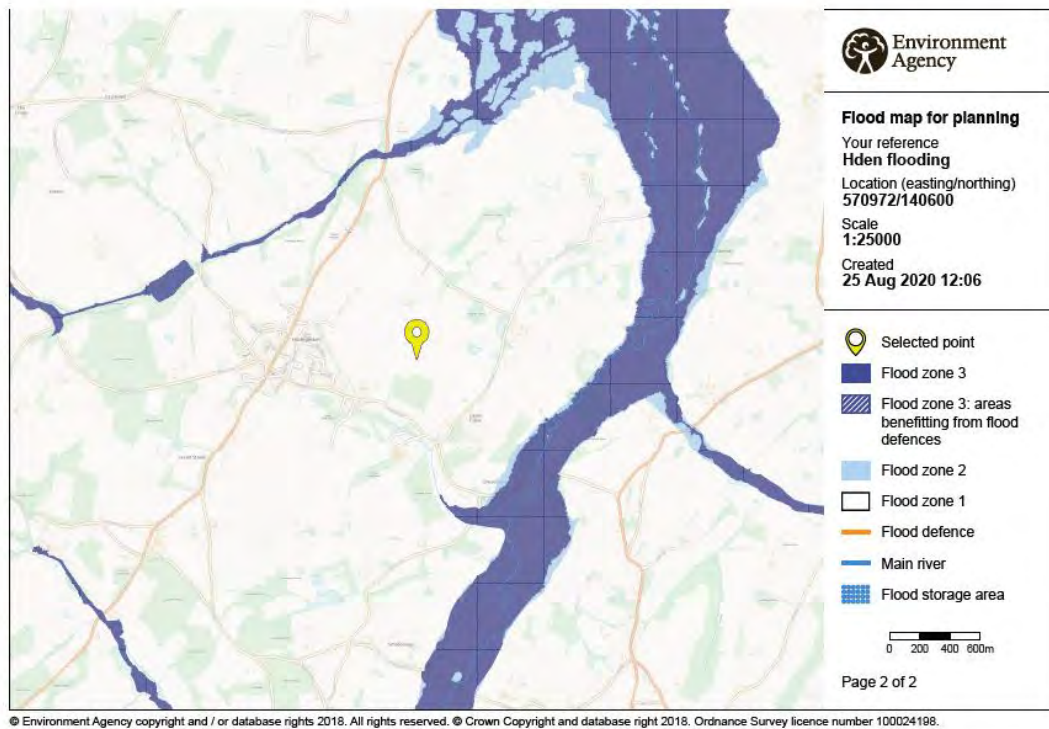 Environment
Agency
Flood map for planning
Your reference
Hden flooding
Location (easting/northing)
570972/140600
Scale
1:25000
Created
25 Aug 2020 12:06
Selected point
Flood zone 3
Flood zone 3: areas
benefitting from flood
defences
Flood zone 2
Flood zone 1
Flood defence
Main river
Flood storage area
0 200 400 600m
Page 2 of 2
© Environment Agency copyright and / or database rights 2018. All rights reserved. © Crown Copyright and database right 2018. Ordnance Survey licence number 100024198.